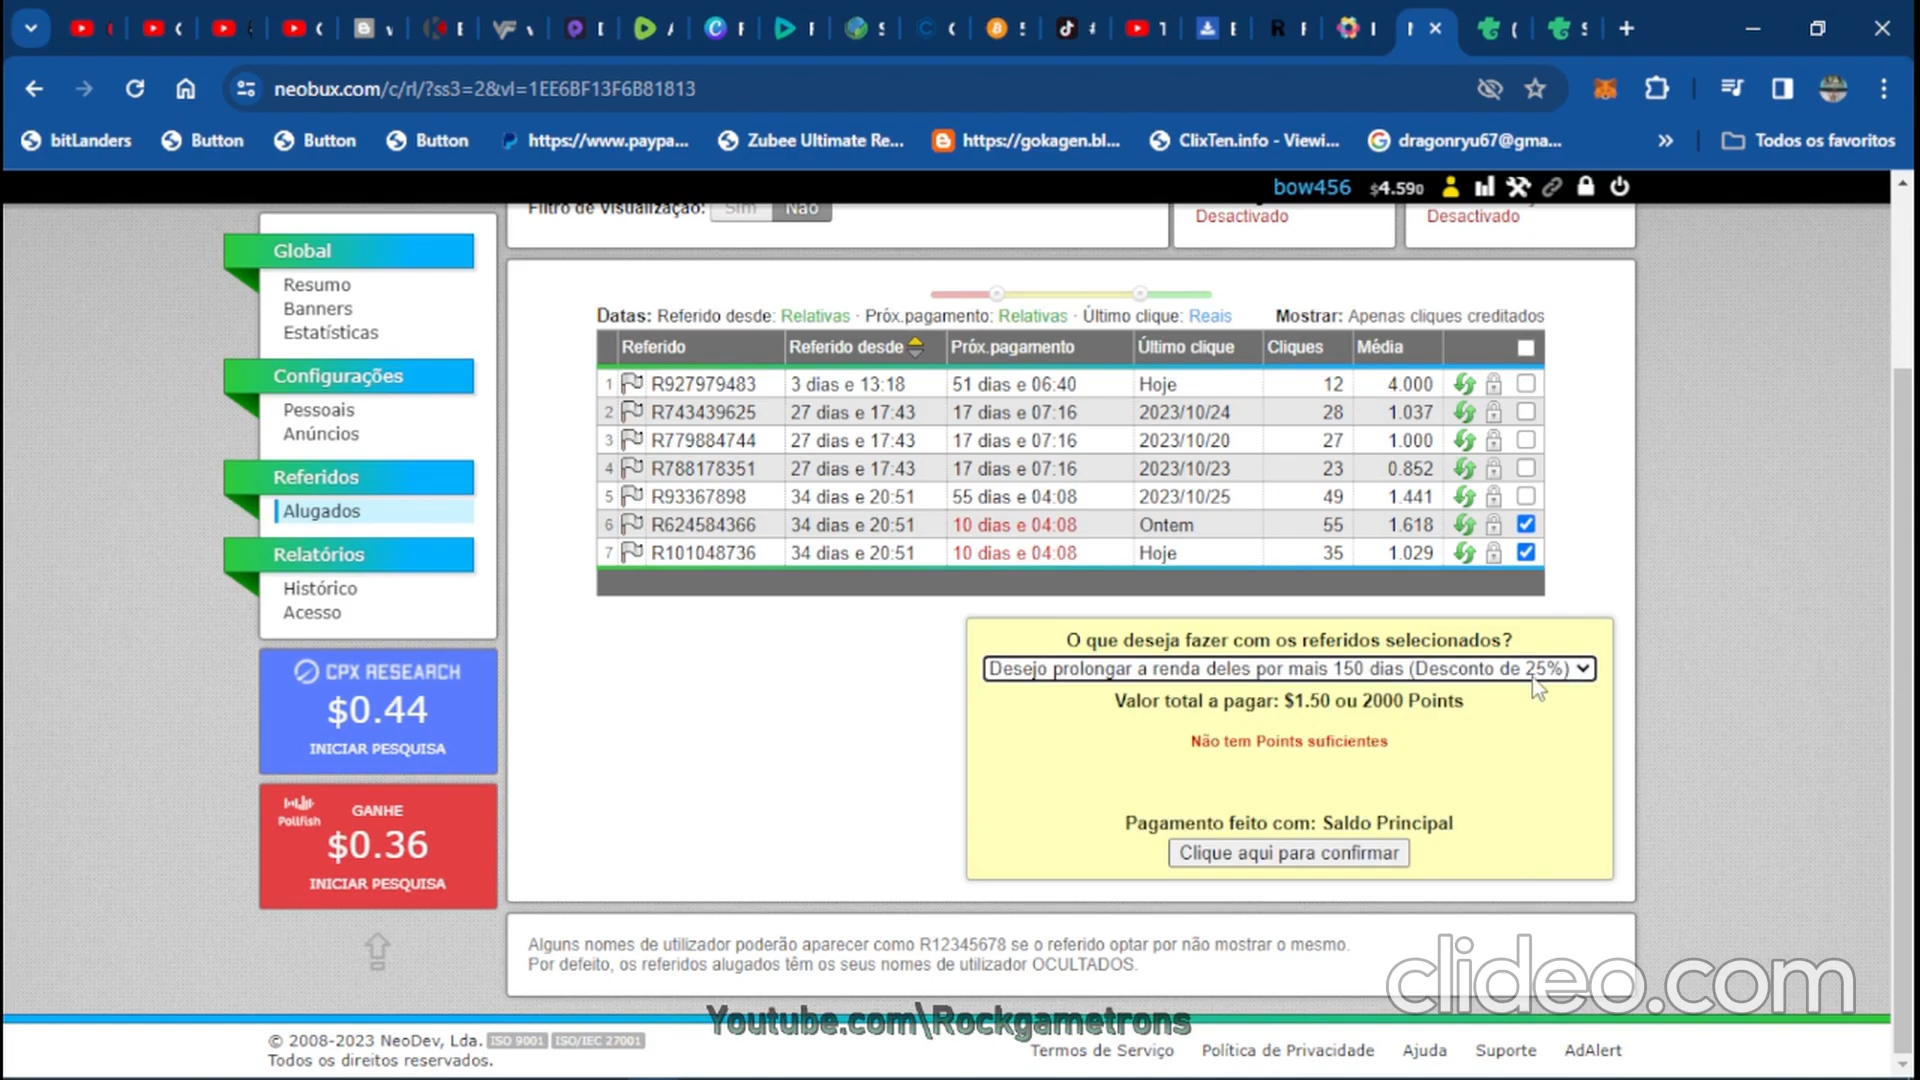 neobux.com/c/rl/?ss3=2&vl=1EE6BF13F6B81813
bitLanders Button Button Button https://www.paypa... Zubee Ultimate Re... https://gokagen.bl... ClixTen.info - Viewi... dragonryu67@gma... » Todos os favoritos
bow456 $4.590
Filtro de Visualização: Sim Não
Desactivado
Desactivado
Global
Resumo
Banners
Estatísticas
Configurações
Pessoais
Anúncios
Referidos
Alugados
Relatórios
Histórico
Acesso
CPX RESEARCH
$0.44
INICIAR PESQUISA
Pollfish
GANHE
$0.36
INICIAR PESQUISA
Datas: Referido desde: Relativas · Próx.pagamento: Relativas · Último clique: Reais Mostrar: Apenas cliques creditados
Referido Referido desde Próx.pagamento Último clique Cliques Média
1 R927979483 3 dias e 13:18 51 dias e 06:40 Hoje 12 4.000
2 R743439625 27 dias e 17:43 17 dias e 07:16 2023/10/24 28 1.037
3 R779884744 27 dias e 17:43 17 dias e 07:16 2023/10/20 27 1.000
4 R788178351 27 dias e 17:43 17 dias e 07:16 2023/10/23 23 0.852
5 R93367898 34 dias e 20:51 55 dias e 04:08 2023/10/25 49 1.441
6 R624584366 34 dias e 20:51 10 dias e 04:08 Ontem 55 1.618
7 R101048736 34 dias e 20:51 10 dias e 04:08 Hoje 35 1.029
O que deseja fazer com os referidos selecionados?
Desejo prolongar a renda deles por mais 150 dias (Desconto de 25%)
Valor total a pagar: $1.50 ou 2000 Points
Não tem Points suficientes
Pagamento feito com: Saldo Principal
Clique aqui para confirmar
Alguns nomes de utilizador poderão aparecer como R12345678 se o referido optar por não mostrar o mesmo.
Por defeito, os referidos alugados têm os seus nomes de utilizador OCULTADOS.
clideo.com
Youtube.com\Rockgametrons
© 2008-2023 NeoDev, Lda. ISO 9001 ISO/IEC 27001
Todos os direitos reservados.
Termos de Serviço Política de Privacidade Ajuda Suporte AdAlert